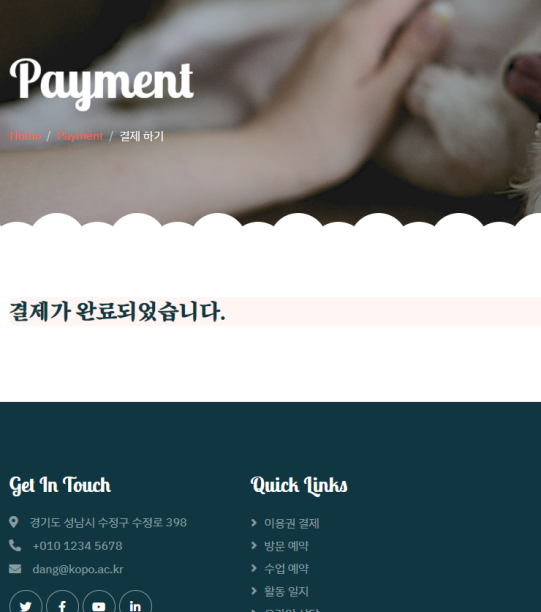 Payment
Home / Payment / 결제 하기
결제가 완료되었습니다.
Get In Touch
경기도 성남시 수정구 수정로 398
+010 1234 5678
dang@kopo.ac.kr
Quick Links
이용권 결제
방문 예약
수업 예약
활동 일지